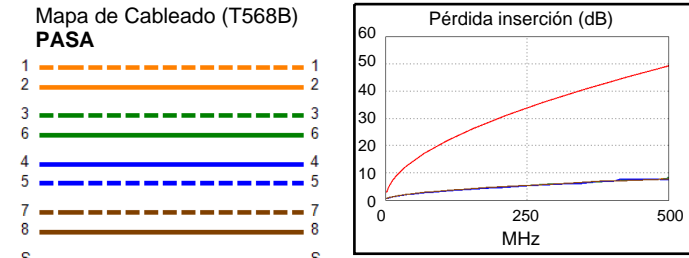 Mapa de Cableado (T568B)
PASA
1 1
2 2
3 3
6 6
4 4
5 5
7 7
8 8
S S
Pérdida inserción (dB)
60
50
40
30
20
10
0
0 250 500
MHz